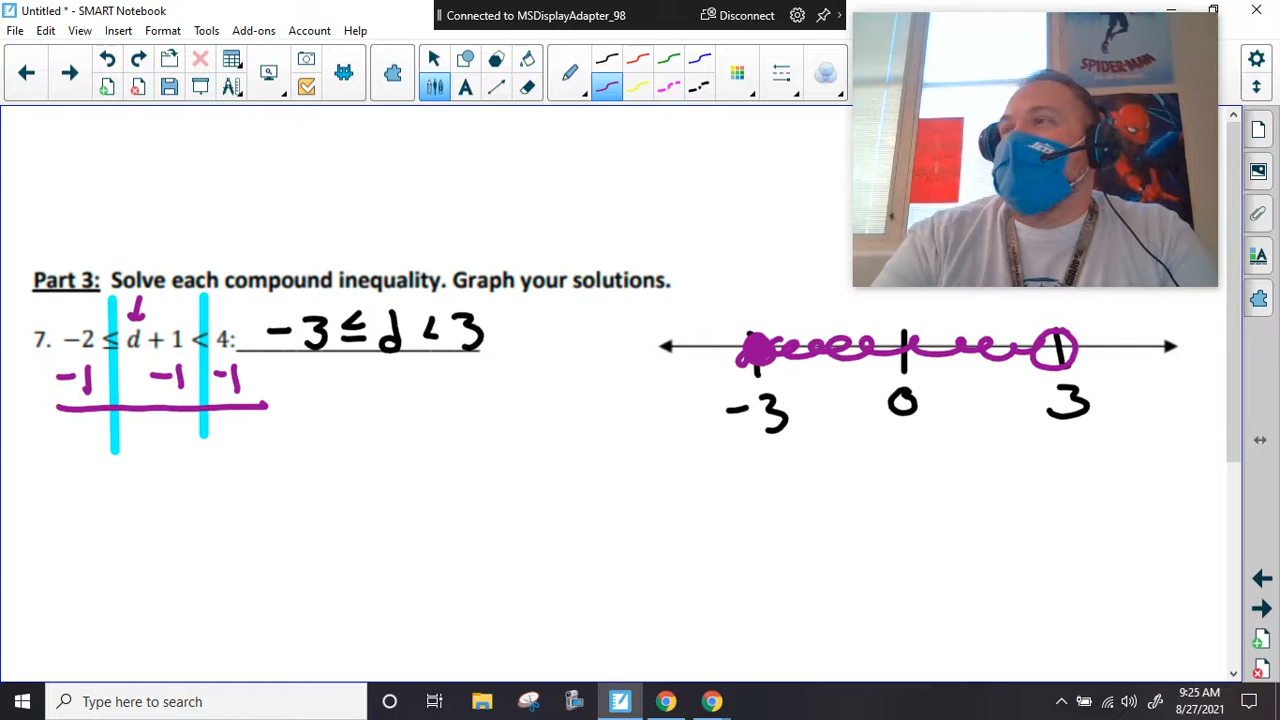 Untitled * - SMART Notebook
Connected to MSDisplayAdapter_98
Disconnect
File Edit View Insert Format Tools Add-ons Account Help
SPIDER-MAN
JETS
Part 3: Solve each compound inequality. Graph your solutions.
7. −2 ≤ d + 1 < 4: -3 ≤ d < 3
-1 -1 -1
-3 0 3
Type here to search
9:25 AM
8/27/2021